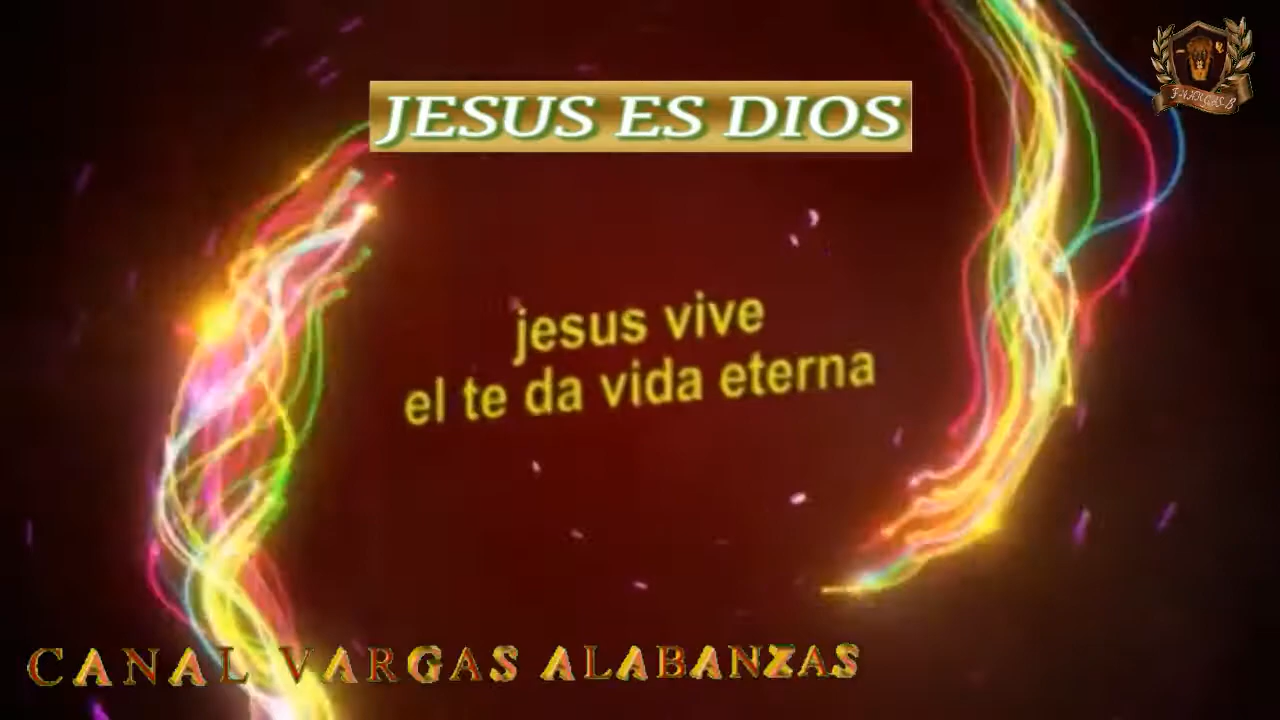 JESUS ES DIOS
jesus vive
el te da vida eterna
CANAL VARGAS ALABANZAS